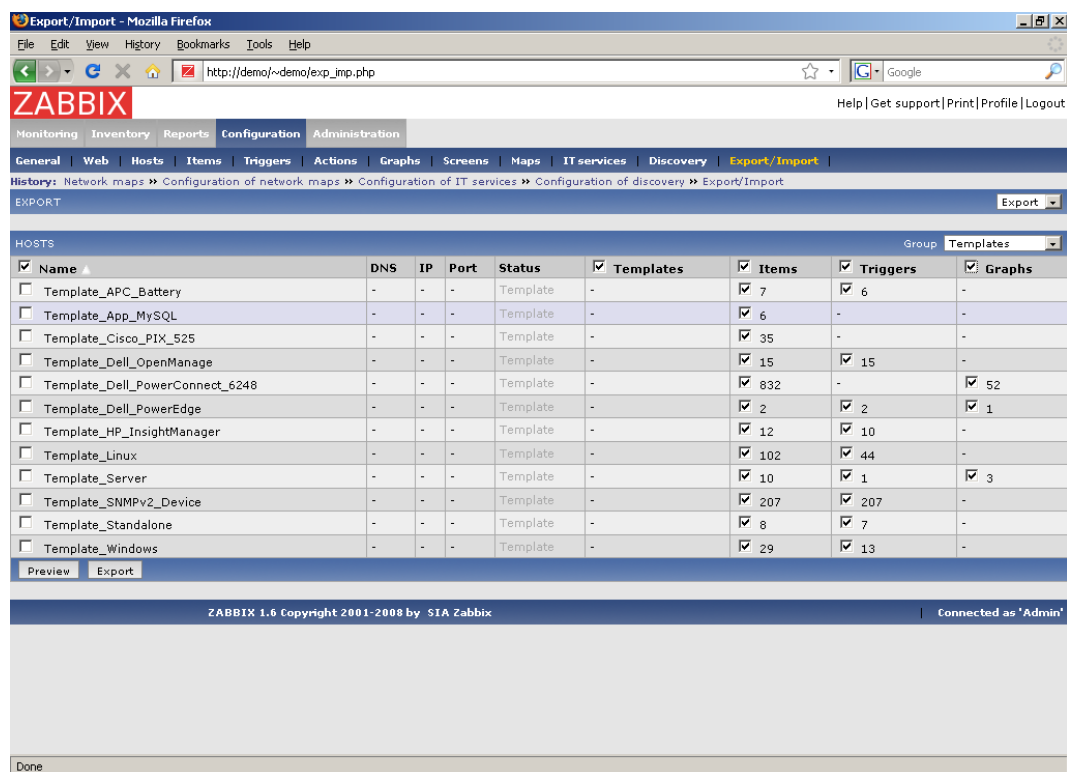 Export/Import - Mozilla Firefox
File Edit View History Bookmarks Tools Help
http://demo/~demo/exp_imp.php
G Google
ZABBIX
Help|Get support|Print|Profile|Logout
Monitoring Inventory Reports Configuration Administration
General | Web | Hosts | Items | Triggers | Actions | Graphs | Screens | Maps | IT services | Discovery | Export/Import |
History: Network maps » Configuration of network maps » Configuration of IT services » Configuration of discovery » Export/Import
EXPORT Export
HOSTS Group Templates
Name DNS IP Port Status Templates Items Triggers Graphs
Template_APC_Battery - - - Template - 7 6 -
Template_App_MySQL - - - Template - 6 - -
Template_Cisco_PIX_525 - - - Template - 35 - -
Template_Dell_OpenManage - - - Template - 15 15 -
Template_Dell_PowerConnect_6248 - - - Template - 832 - 52
Template_Dell_PowerEdge - - - Template - 2 2 1
Template_HP_InsightManager - - - Template - 12 10 -
Template_Linux - - - Template - 102 44 -
Template_Server - - - Template - 10 1 3
Template_SNMPv2_Device - - - Template - 207 207 -
Template_Standalone - - - Template - 8 7 -
Template_Windows - - - Template - 29 13 -
Preview Export
ZABBIX 1.6 Copyright 2001-2008 by SIA Zabbix | Connected as 'Admin'
Done